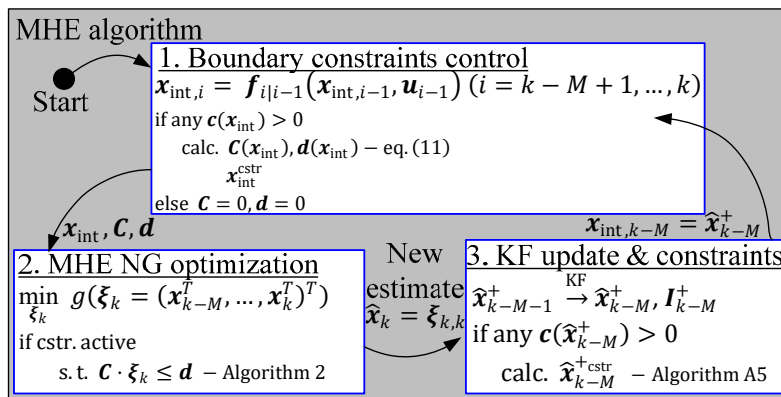 MHE algorithm
Start
1. Boundary constraints control
𝒙_int,i = 𝒇_i|i−1(𝒙_int,i−1, 𝒖_i−1) (i = k − M + 1, … , k)
if any 𝒄(𝒙_int) > 0
calc. 𝑪(𝒙_int), 𝒅(𝒙_int) − eq. (11)
𝒙_int^cstr
else 𝑪 = 0, 𝒅 = 0
𝒙_int, 𝑪, 𝒅
2. MHE NG optimization
min_𝝃_k g(𝝃_k = (𝒙_k−M^T, … , 𝒙_k^T)^T)
if cstr. active
s. t. 𝑪 · 𝝃_k ≤ 𝒅 − Algorithm 2
New
estimate
𝒙̂_k = 𝝃_k,k
𝒙_int,k−M = 𝒙̂_k−M^+
3. KF update & constraints
𝒙̂_k−M−1^+ →^KF 𝒙̂_k−M^+, 𝑰_k−M^+
if any 𝒄(𝒙̂_k−M^+) > 0
calc. 𝒙̂_k−M^+cstr − Algorithm A5